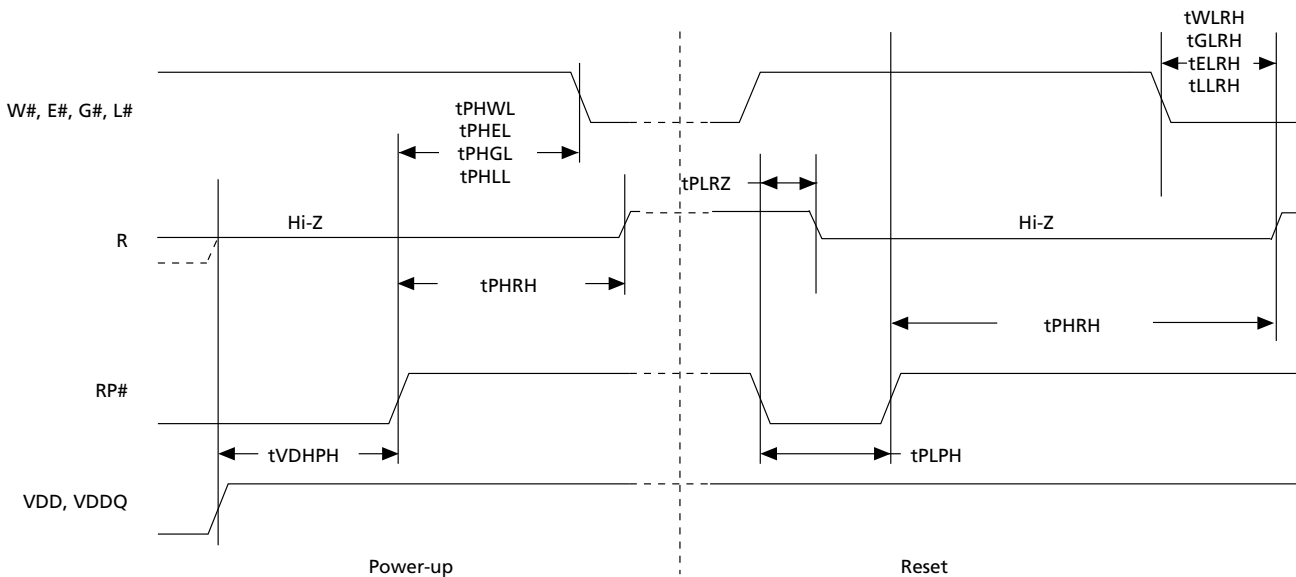 tWLRH
tGLRH
tELRH
tLLRH
W#, E#, G#, L#
tPHWL
tPHEL
tPHGL
tPHLL
tPLRZ
Hi-Z
Hi-Z
R
tPHRH
tPHRH
RP#
tVDHPH
tPLPH
VDD, VDDQ
Power-up
Reset